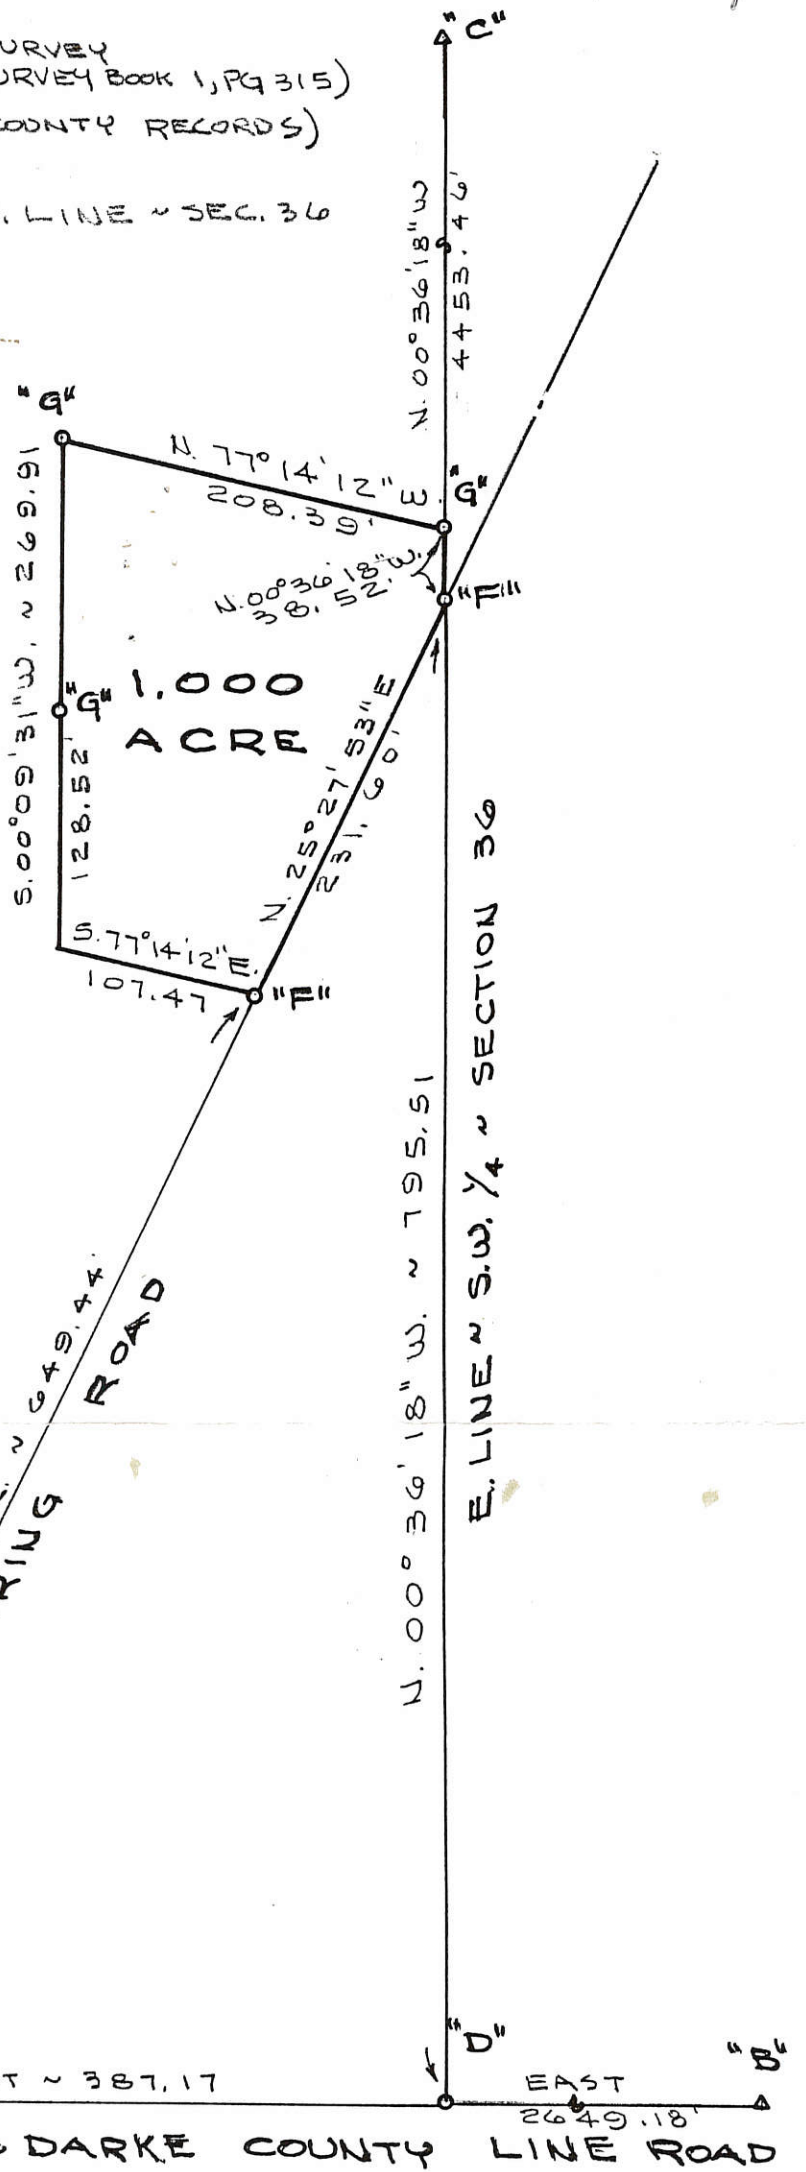 "C"
URVEY
URVEY BOOK 1, PG 315)
COUNTY RECORDS)
. LINE ~ SEC. 36
N. 00° 36' 18" W
4453.46'
"G"
N. 77° 14' 12" E.
208.39'
"G"
N. 00° 36' 18" W.
38.52'
"F'"
S. 00° 09' 31" W. ~ 269.91
"G"
128.52'
1.000
ACRE
N. 25° 27' 53" E
231.60'
S. 77° 14' 12" E.
107.47
"F"
N. 00° 36' 18" W. ~ 795.51
E. LINE ~ S.W. 1/4 ~ SECTION 36
~ 649.44
RING ROAD
"D"
"B"
T ~ 387.17
EAST
2649.18'
DARKE COUNTY LINE ROAD